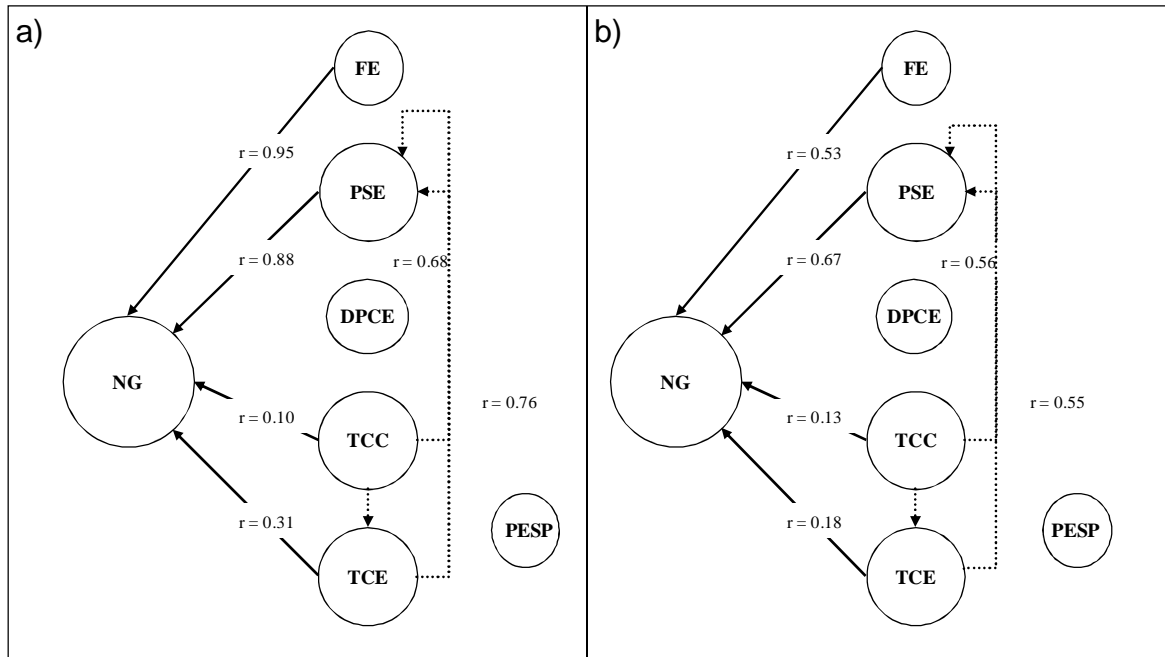 a)
FE
r = 0.95
PSE
r = 0.88
r = 0.68
DPCE
NG
r = 0.10
r = 0.76
TCC
r = 0.31
PESP
TCE
b)
FE
r = 0.53
PSE
r = 0.67
r = 0.56
DPCE
NG
r = 0.13
r = 0.55
TCC
r = 0.18
PESP
TCE